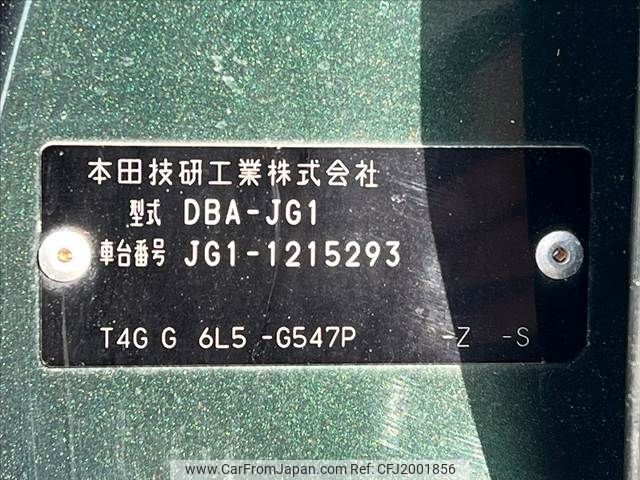 本田技研工業株式会社
型式 DBA-JG1
車台番号 JG1-1215293
T4G G 6L5 -G547P -Z -S
www.CarFromJapan.com | Ref: CFJ2001856